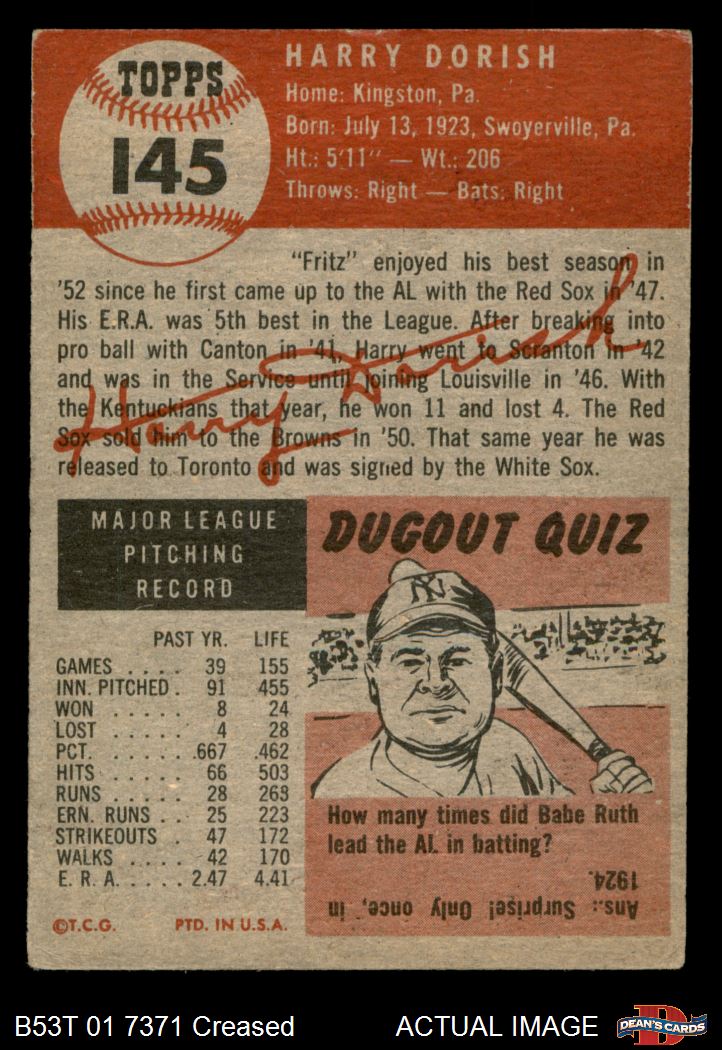 TOPPS
145
HARRY DORISH
Home: Kingston, Pa.
Born: July 13, 1923, Swoyerville, Pa.
Ht.: 5'11" — Wt.: 206
Throws: Right — Bats: Right
"Fritz" enjoyed his best season in
'52 since he first came up to the AL with the Red Sox in '47.
His E.R.A. was 5th best in the League. After breaking into
pro ball with Canton in '41, Harry went to Scranton in '42
and was in the Service until joining Louisville in '46. With
the Kentuckians that year, he won 11 and lost 4. The Red
Sox sold him to the Browns in '50. That same year he was
released to Toronto and was signed by the White Sox.
Harry Dorish
MAJOR LEAGUE
PITCHING
RECORD
PAST YR. LIFE
GAMES . . . . 39 155
INN. PITCHED . 91 455
WON . . . . . 8 24
LOST . . . . . 4 28
PCT. . . . . . .667 .462
HITS . . . . . 66 503
RUNS . . . . . 28 263
ERN. RUNS . . 25 223
STRIKEOUTS . 47 172
WALKS . . . . 42 170
E. R. A. . . . . 2.47 4.41
©T.C.G. PTD. IN U.S.A.
DUGOUT QUIZ
NY
How many times did Babe Ruth
lead the AL in batting?
Ans.: Surprise! Only once, in
1924.
B53T 01 7371 Creased
ACTUAL IMAGE
D
DEAN'S CARDS